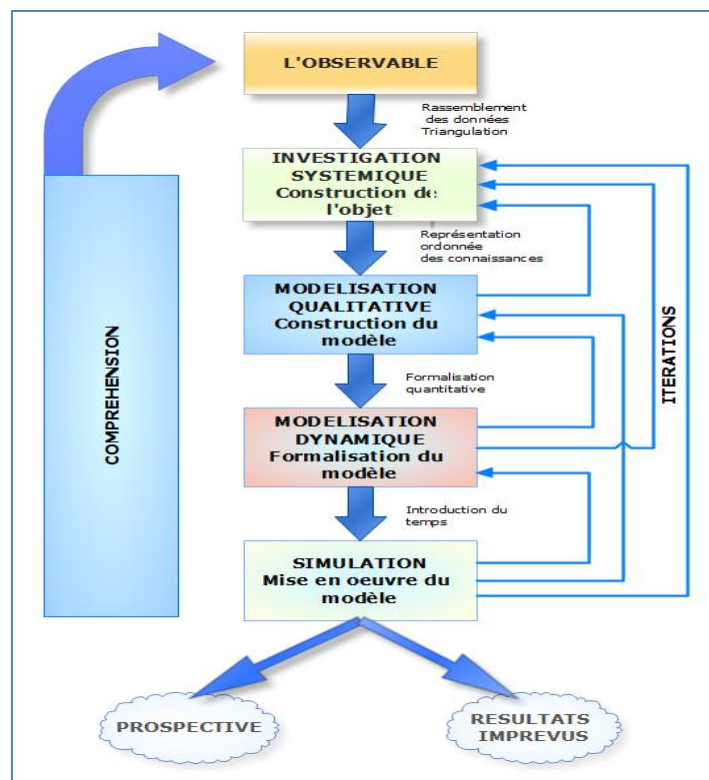 L'OBSERVABLE
Rassemblement
des données
Triangulation
INVESTIGATION
SYSTEMIQUE
Construction de
l'objet
Représentation
ordonnée
des connaissances
MODELISATION
QUALITATIVE
Construction du
modèle
Formalisation
quantitative
MODELISATION
DYNAMIQUE
Formalisation du
modèle
Introduction du
temps
SIMULATION
Mise en oeuvre du
modèle
COMPREHENSION
ITERATIONS
PROSPECTIVE
RESULTATS
IMPREVUS